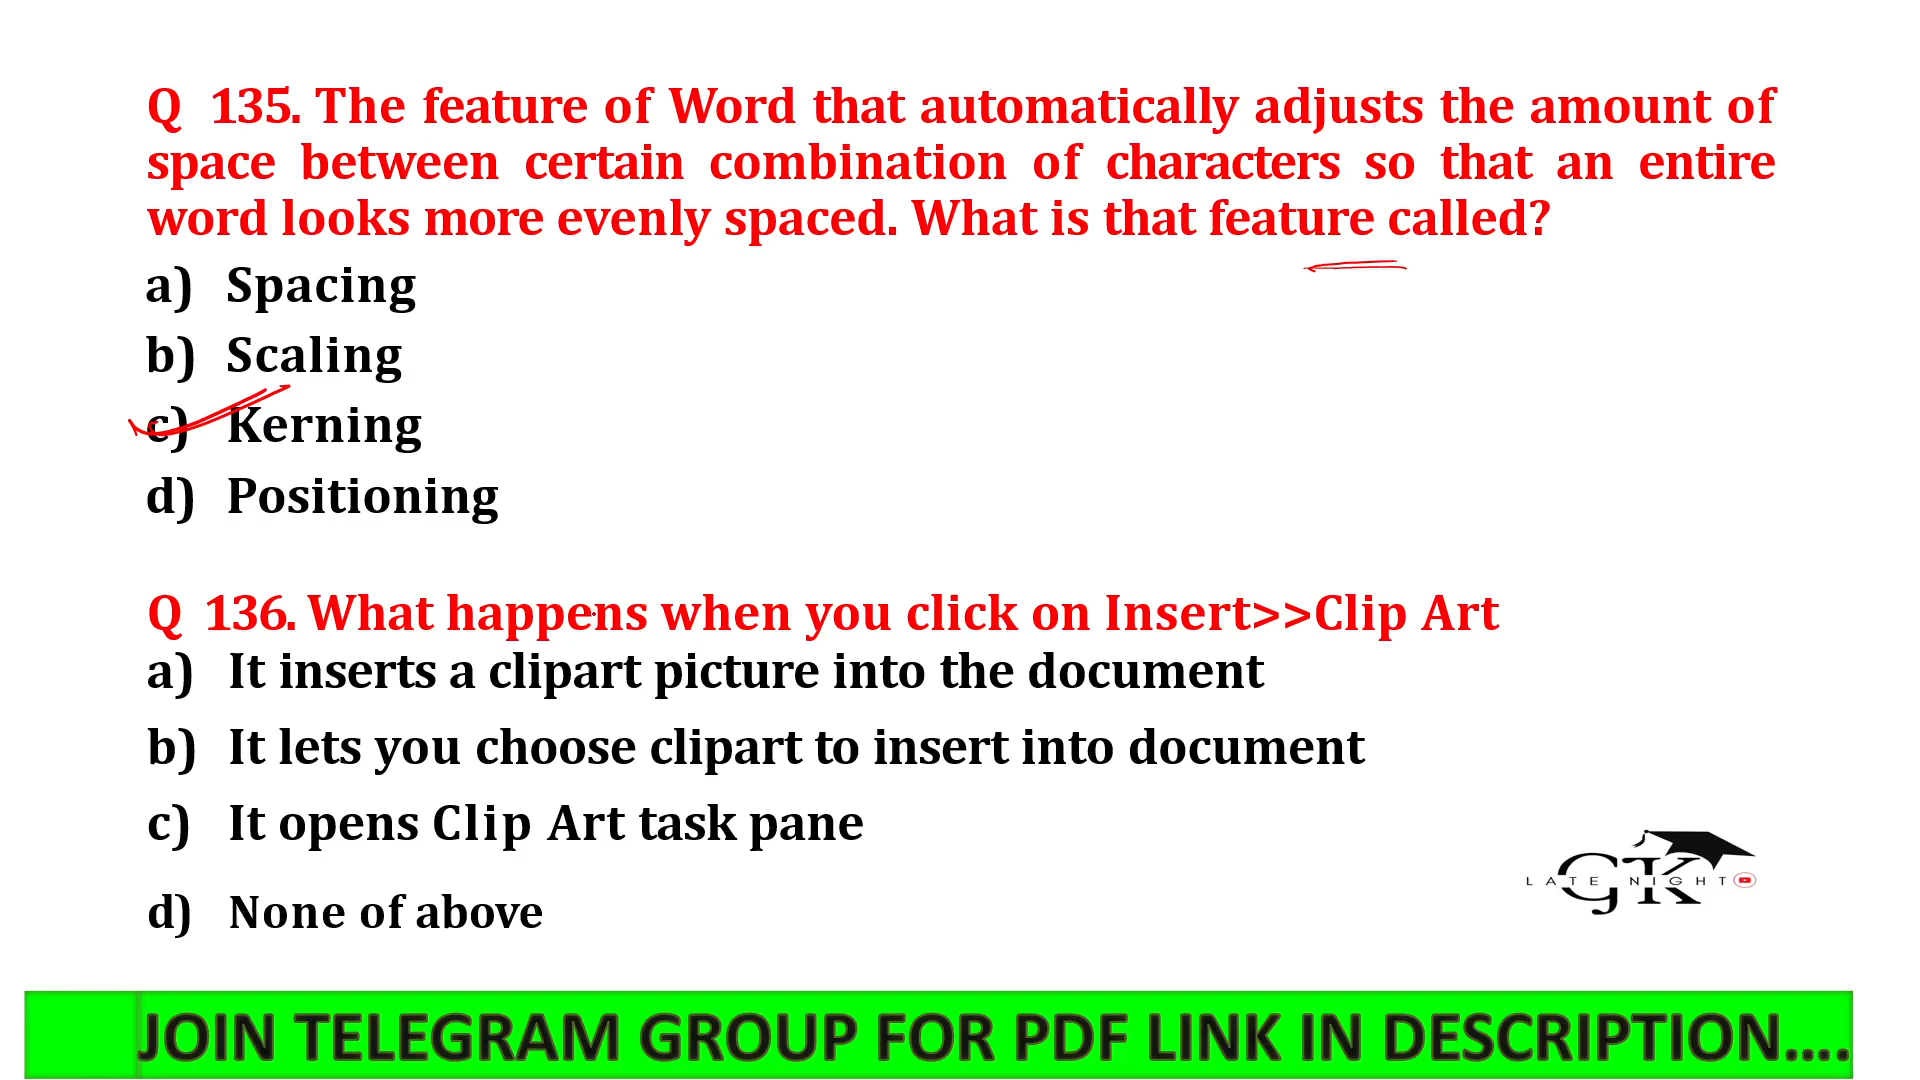 Q 135. The feature of Word that automatically adjusts the amount of
space between certain combination of characters so that an entire
word looks more evenly spaced. What is that feature called?
a) Spacing
b) Scaling
c) Kerning
d) Positioning
Q 136. What happens when you click on Insert>>Clip Art
a) It inserts a clipart picture into the document
b) It lets you choose clipart to insert into document
c) It opens Clip Art task pane
d) None of above
GK
LATE NIGHT
JOIN TELEGRAM GROUP FOR PDF LINK IN DESCRIPTION....